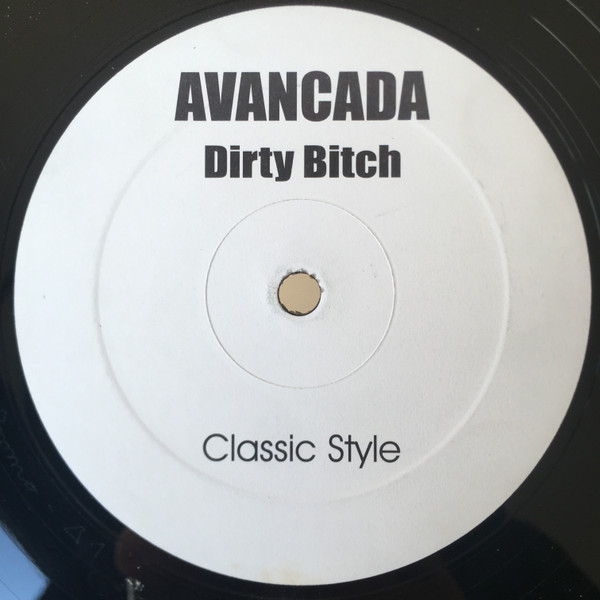 AVANCADA
Dirty Bitch
Classic Style